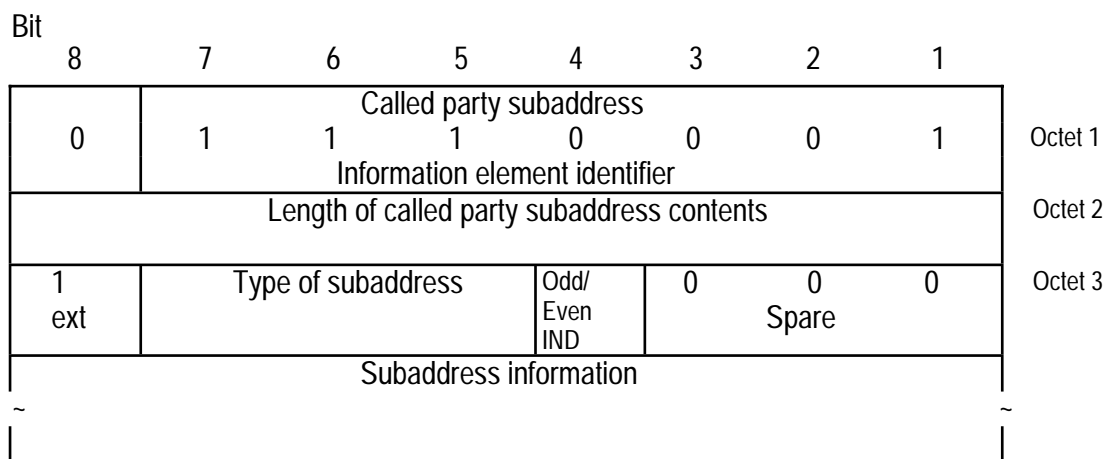 Bit
8 7 6 5 4 3 2 1
Called party subaddress
0 1 1 1 0 0 0 1 Octet 1
Information element identifier
Length of called party subaddress contents Octet 2
1 Type of subaddress Odd/ 0 0 0 Octet 3
ext Even Spare
IND
Subaddress information
~ ~